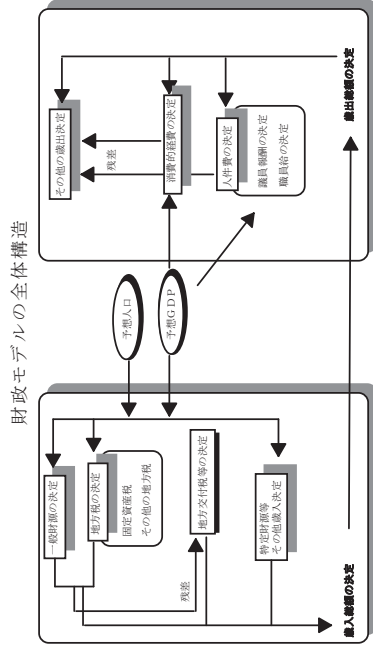 財政モデルの全体構造
一般財源の決定
地方税の決定
固定資産税
その他の地方税
残差
地方交付税等の決定
特定財源等
その他歳入決定
歳入総額の決定
予想人口
予想GDP
その他の歳出決定
残差
消費的経費の決定
人件費の決定
議員報酬の決定
職員給の決定
歳出総額の決定